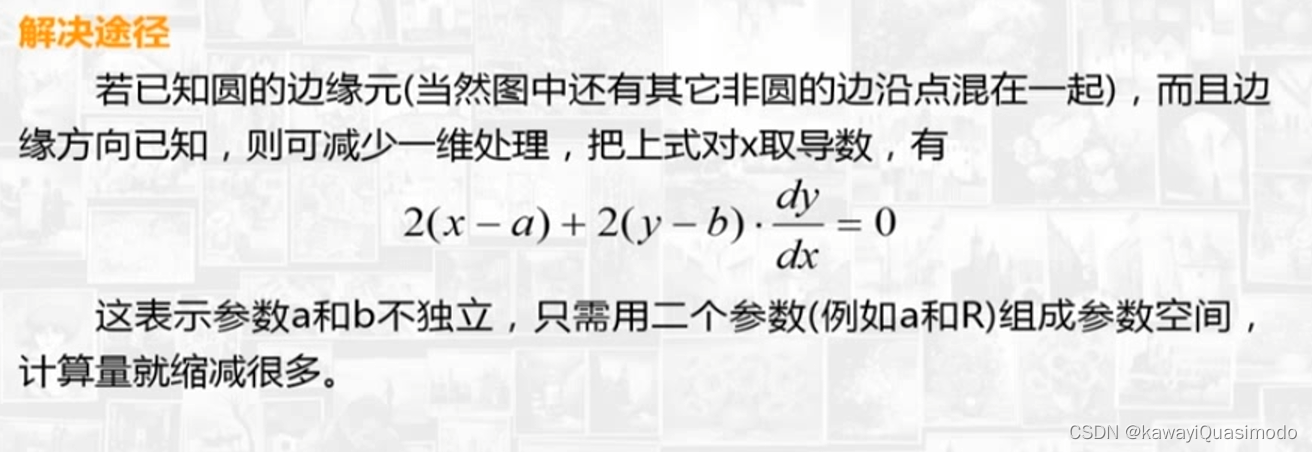 解决途径
若已知圆的边缘元(当然图中还有其它非圆的边沿点混在一起)，而且边
缘方向已知，则可减少一维处理，把上式对x取导数，有
2(x − a) + 2(y − b) · dy/dx = 0
这表示参数a和b不独立，只需用二个参数(例如a和R)组成参数空间，
计算量就缩减很多。
CSDN @kawayiQuasimodo